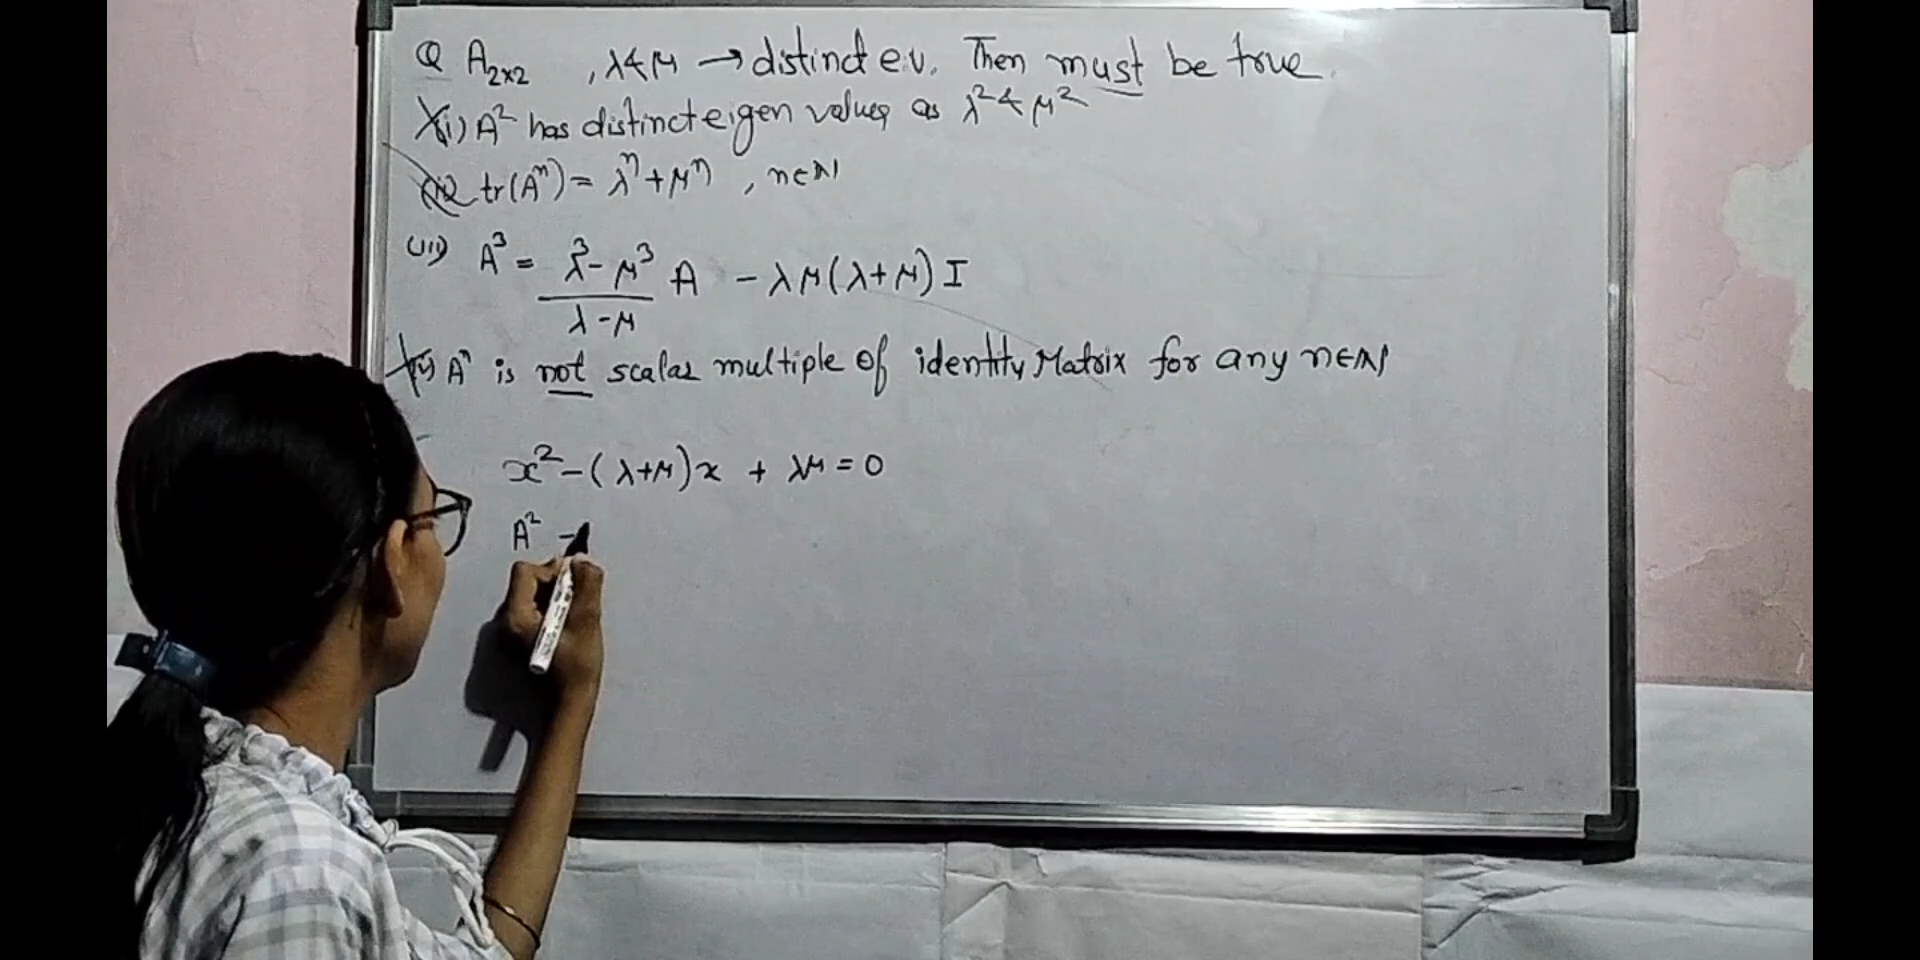 Q A₂ₓ₂ , λ & μ → distinct e.v. Then must be true.
(i) A² has distinct eigen values as λ² & μ²
(ii) tr(Aⁿ) = λⁿ + μⁿ , n∈N
(iii) A³ = (λ³ - μ³)/(λ - μ) A - λμ(λ+μ) I
(iv) Aⁿ is not scalar multiple of identity Matrix for any n∈N
x² - (λ+μ)x + λμ = 0
A² -